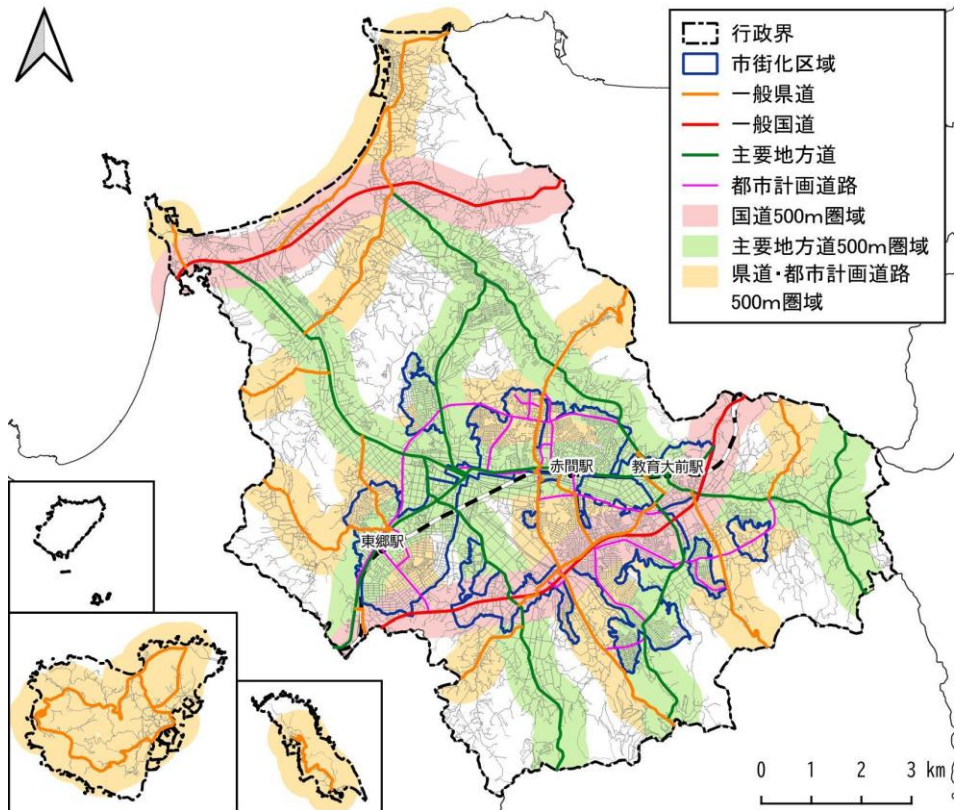 行政界
市街化区域
一般県道
一般国道
主要地方道
都市計画道路
国道500m圏域
主要地方道500m圏域
県道・都市計画道路
500m圏域
赤間駅
教育大前駅
東郷駅
0 1 2 3 km